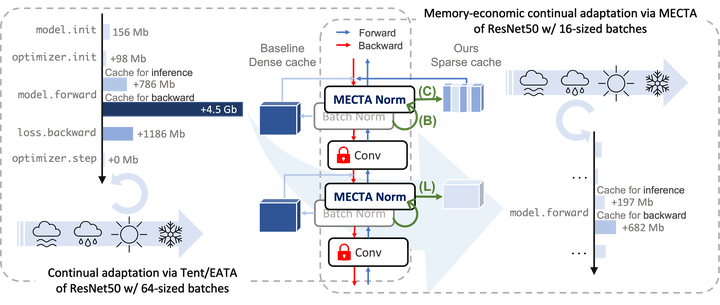 model.init
156 Mb
optimizer.init
+98 Mb
Cache for inference
+786 Mb
model.forward
Cache for backward
+4.5 Gb
loss.backward
+1186 Mb
optimizer.step
+0 Mb
Continual adaptation via Tent/EATA
of ResNet50 w/ 64-sized batches
Forward
Backward
Baseline
Dense cache
Ours
Sparse cache
MECTA Norm
(C)
Batch Norm
(B)
Conv
MECTA Norm
(L)
Batch Norm
Conv
Memory-economic continual adaptation via MECTA
of ResNet50 w/ 16-sized batches
...
Cache for inference
+197 Mb
model.forward
Cache for backward
+682 Mb
...